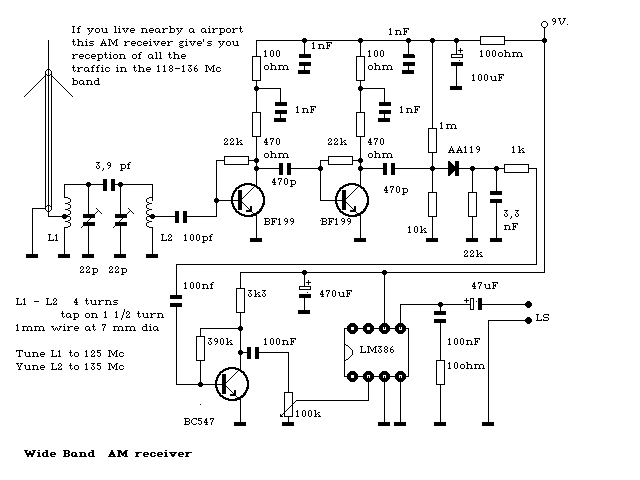 If you live nearby a airport
this AM receiver give's you
reception of all the
traffic in the 118-136 Mc
band
9V.
1nF
1nF
100
ohm
100
ohm
100ohm
100uF
1nF
1nF
1m
22k
470
ohm
22k
470
ohm
AA119
1k
3,9 pf
470p
470p
BF199
BF199
L1
L2
100pf
10k
3,3
nF
22p
22p
22k
100nf
3k3
470uF
47uF
L1 - L2 4 turns
tap on 1 1/2 turn
1mm wire at 7 mm dia
LS
390k
100nF
LM386
100nF
Tune L1 to 125 Mc
Yune L2 to 135 Mc
10ohm
100k
BC547
Wide Band AM receiver